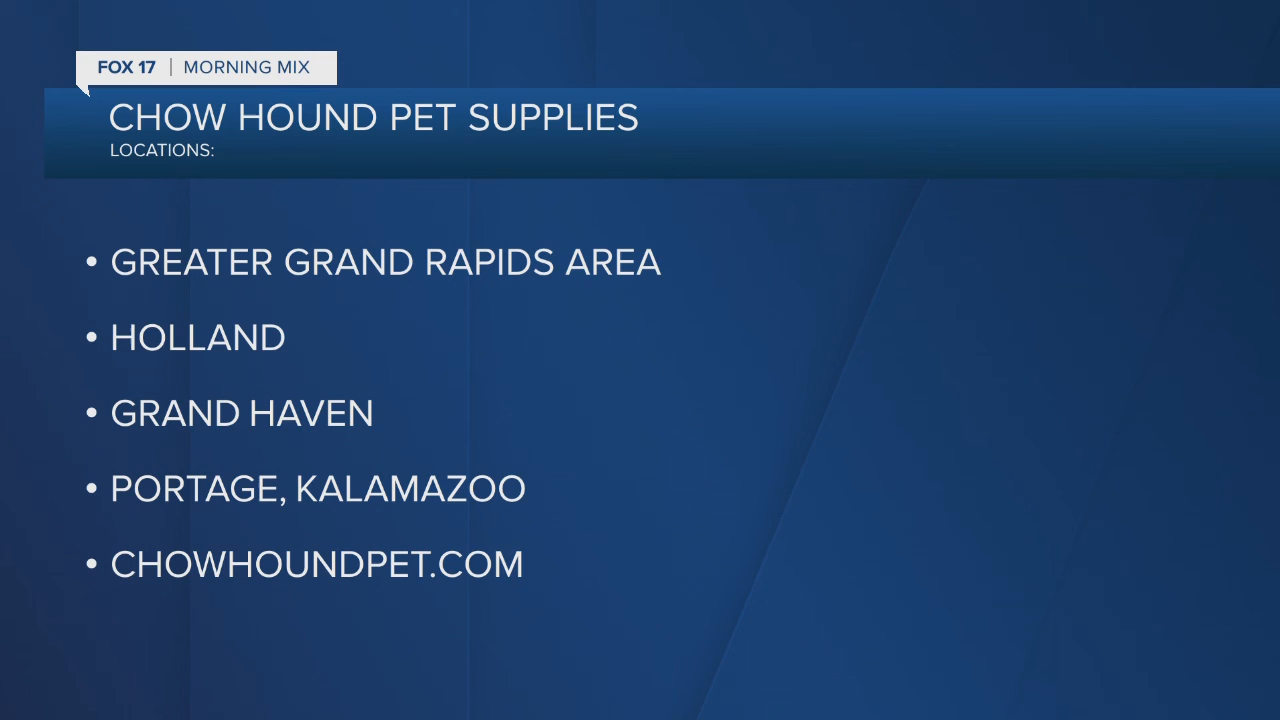 FOX 17 | MORNING MIX
CHOW HOUND PET SUPPLIES
LOCATIONS:
• GREATER GRAND RAPIDS AREA
• HOLLAND
• GRAND HAVEN
• PORTAGE, KALAMAZOO
• CHOWHOUNDPET.COM